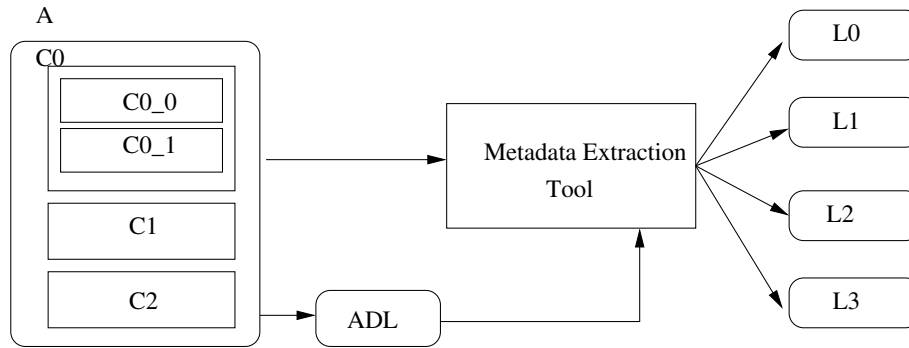 A
C0
C0_0
C0_1
C1
C2
ADL
Metadata Extraction
Tool
L0
L1
L2
L3